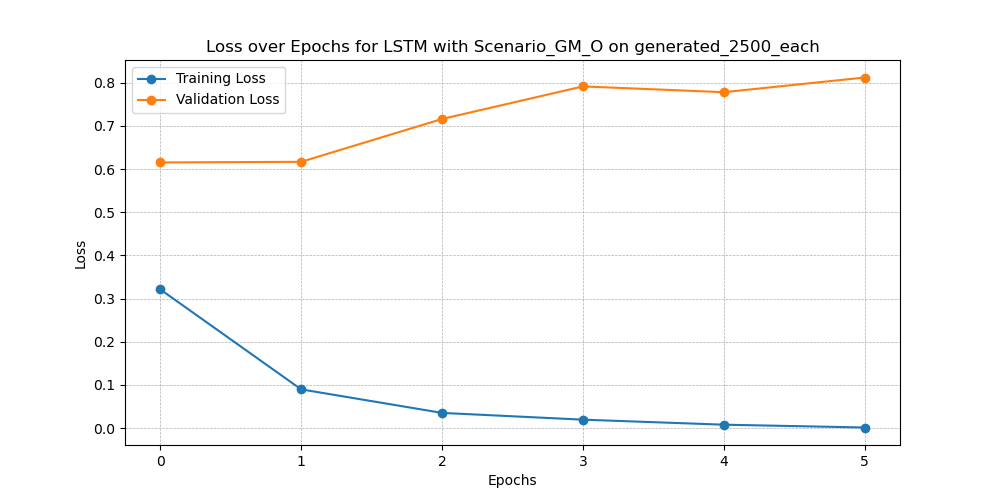 Loss over Epochs for LSTM with Scenario_GM_O on generated_2500_each
Training Loss
Validation Loss
0.8
0.7
0.6
0.5
0.4
0.3
0.2
0.1
0.0
Loss
0 1 2 3 4 5
Epochs